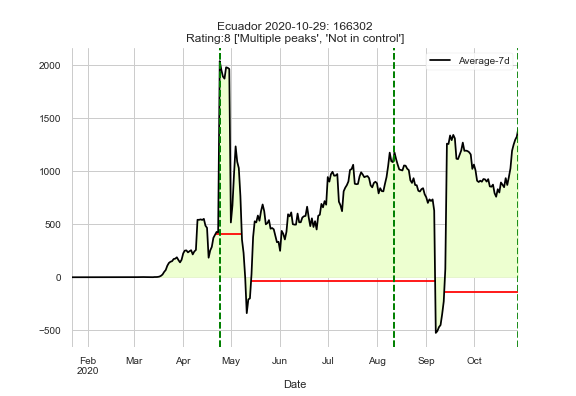 Ecuador 2020-10-29: 166302
Rating:8 ['Multiple peaks', 'Not in control']
Average-7d
2000
1500
1000
500
0
−500
Feb Mar Apr May Jun Jul Aug Sep Oct
2020
Date